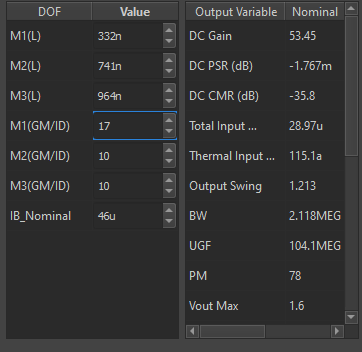 DOF Value
M1(L) 332n
M2(L) 741n
M3(L) 964n
M1(GM/ID) 17
M2(GM/ID) 10
M3(GM/ID) 10
IB_Nominal 46u
Output Variable Nominal
DC Gain 53.45
DC PSR (dB) -1.767m
DC CMR (dB) -35.8
Total Input ... 28.97u
Thermal Input ... 115.1a
Output Swing 1.213
BW 2.118MEG
UGF 104.1MEG
PM 78
Vout Max 1.6